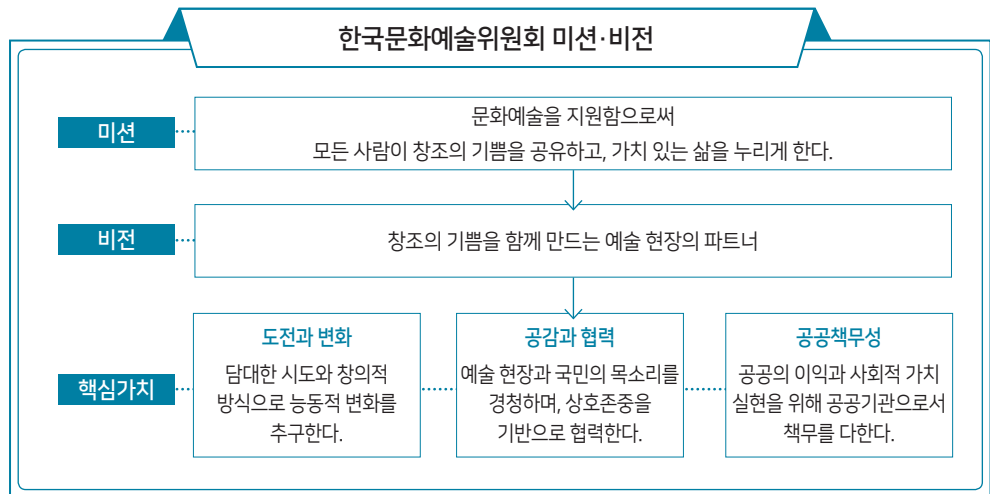 한국문화예술위원회 미션·비전
미션
문화예술을 지원함으로써
모든 사람이 창조의 기쁨을 공유하고, 가치 있는 삶을 누리게 한다.
비전
창조의 기쁨을 함께 만드는 예술 현장의 파트너
핵심가치
도전과 변화
담대한 시도와 창의적
방식으로 능동적 변화를
추구한다.
공감과 협력
예술 현장과 국민의 목소리를
경청하며, 상호존중을
기반으로 협력한다.
공공책무성
공공의 이익과 사회적 가치
실현을 위해 공공기관으로서
책무를 다한다.